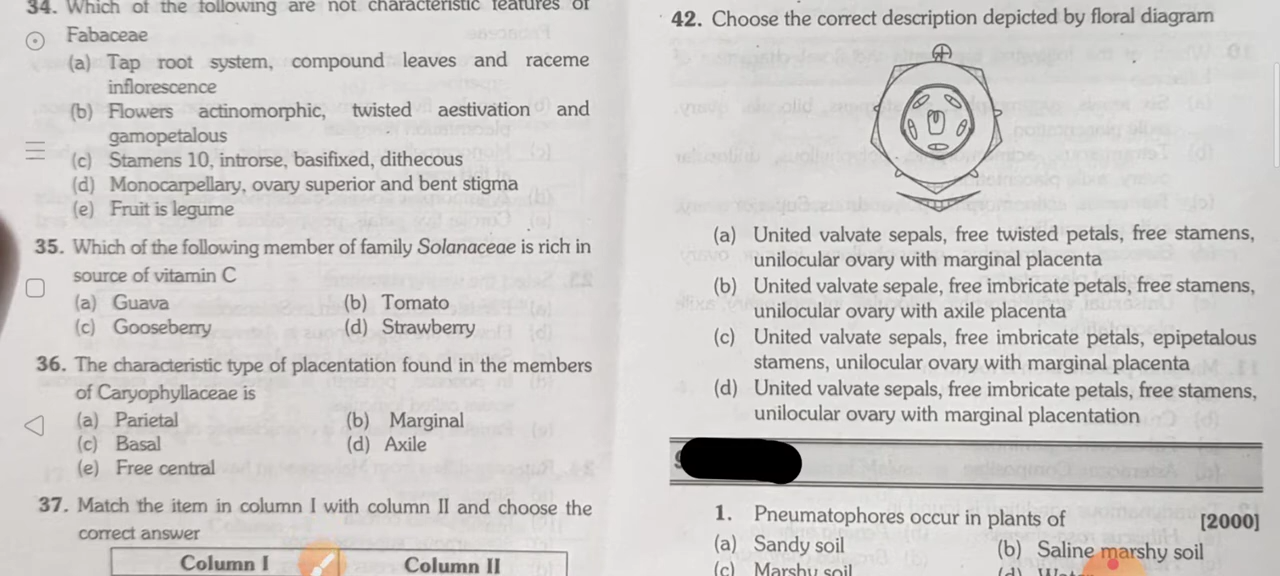 34. Which of the following are not characteristic features of
Fabaceae
(a) Tap root system, compound leaves and raceme
inflorescence
(b) Flowers actinomorphic, twisted aestivation and
gamopetalous
(c) Stamens 10, introrse, basifixed, dithecous
(d) Monocarpellary, ovary superior and bent stigma
(e) Fruit is legume
35. Which of the following member of family Solanaceae is rich in
source of vitamin C
(a) Guava (b) Tomato
(c) Gooseberry (d) Strawberry
36. The characteristic type of placentation found in the members
of Caryophyllaceae is
(a) Parietal (b) Marginal
(c) Basal (d) Axile
(e) Free central
37. Match the item in column I with column II and choose the
correct answer
Column I Column II
42. Choose the correct description depicted by floral diagram
(a) United valvate sepals, free twisted petals, free stamens,
unilocular ovary with marginal placenta
(b) United valvate sepale, free imbricate petals, free stamens,
unilocular ovary with axile placenta
(c) United valvate sepals, free imbricate petals, epipetalous
stamens, unilocular ovary with marginal placenta
(d) United valvate sepals, free imbricate petals, free stamens,
unilocular ovary with marginal placentation
1. Pneumatophores occur in plants of [2000]
(a) Sandy soil (b) Saline marshy soil
(c) Marshy soil (d)